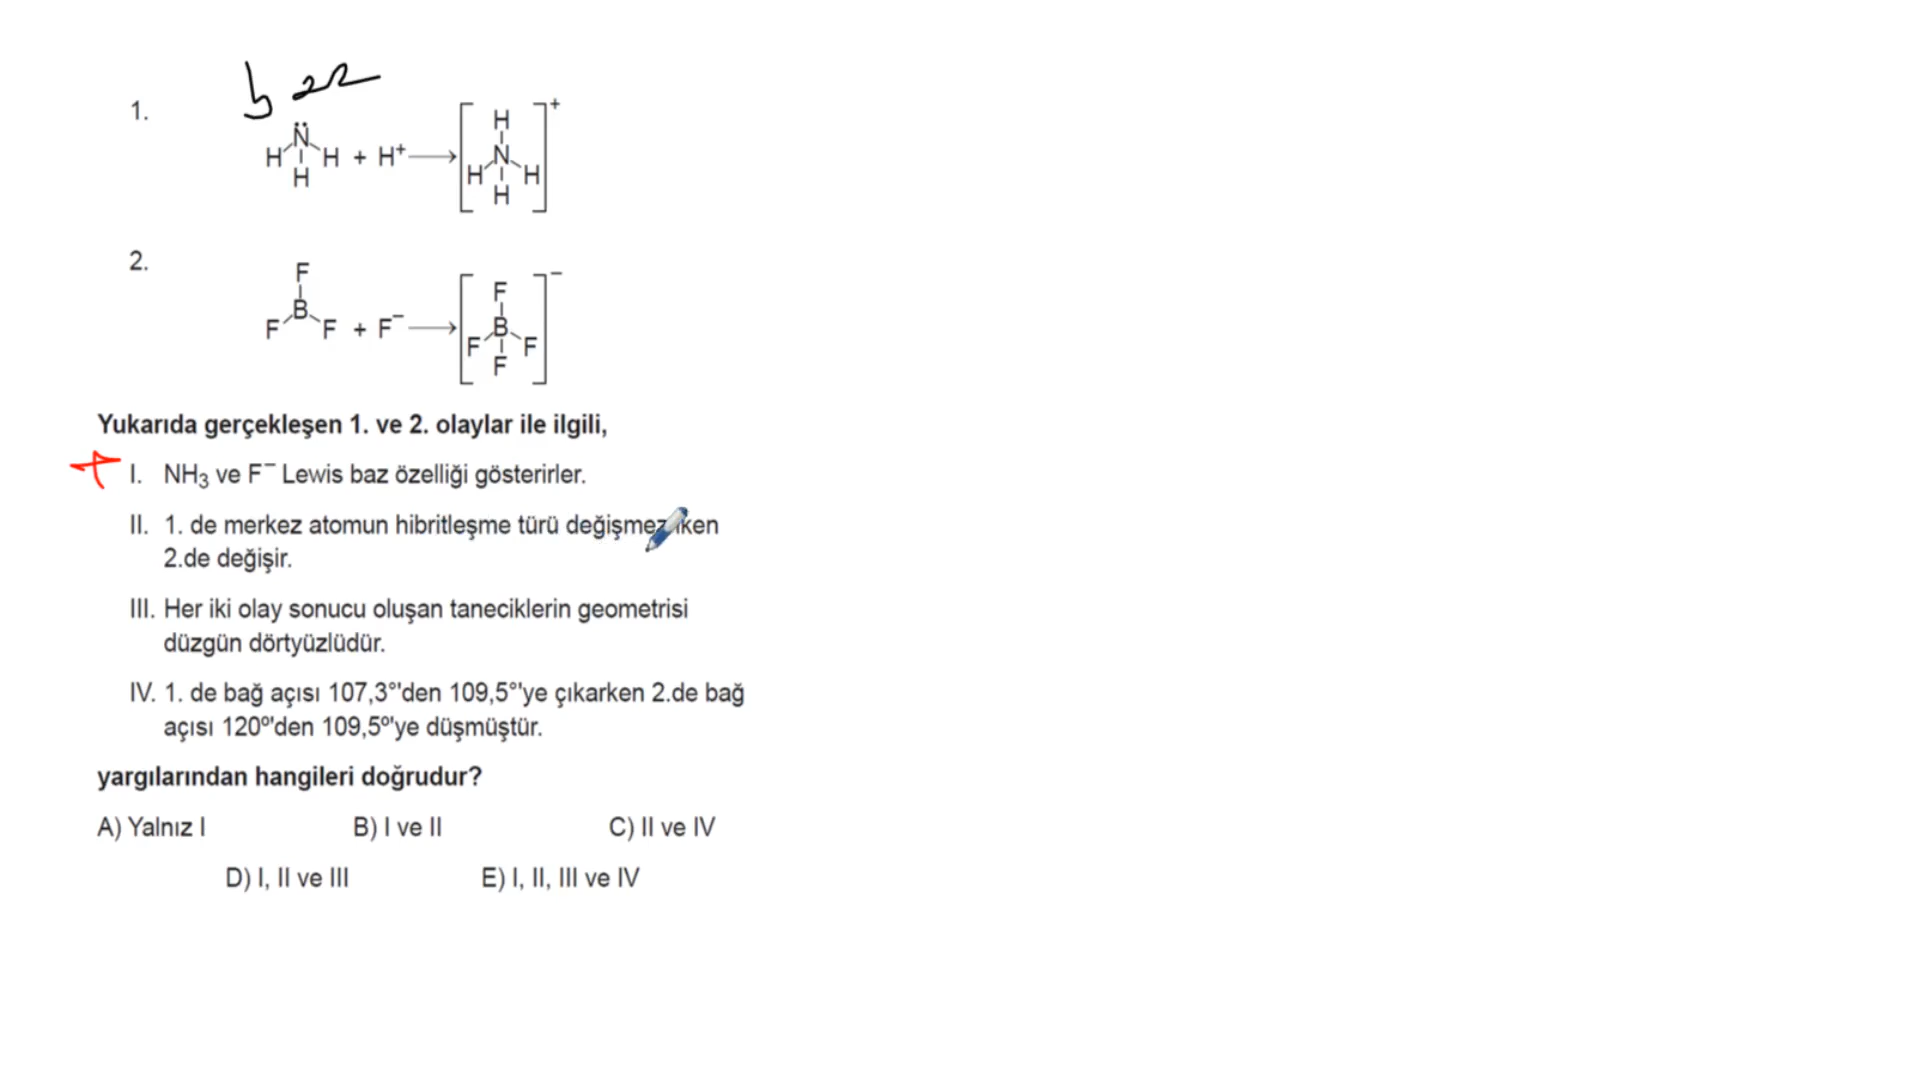 baz
1.
N
H H + H⁺ → [ H N H H H ]⁺
H
2.
F
B
F F + F⁻ → [ F B F F F ]⁻
Yukarıda gerçekleşen 1. ve 2. olaylar ile ilgili,
+ I. NH₃ ve F⁻ Lewis baz özelliği gösterirler.
II. 1. de merkez atomun hibritleşme türü değişmez iken
2.de değişir.
III. Her iki olay sonucu oluşan taneciklerin geometrisi
düzgün dörtyüzlüdür.
IV. 1. de bağ açısı 107,3°'den 109,5°'ye çıkarken 2.de bağ
açısı 120º'den 109,5º'ye düşmüştür.
yargılarından hangileri doğrudur?
A) Yalnız I B) I ve II C) II ve IV
D) I, II ve III E) I, II, III ve IV